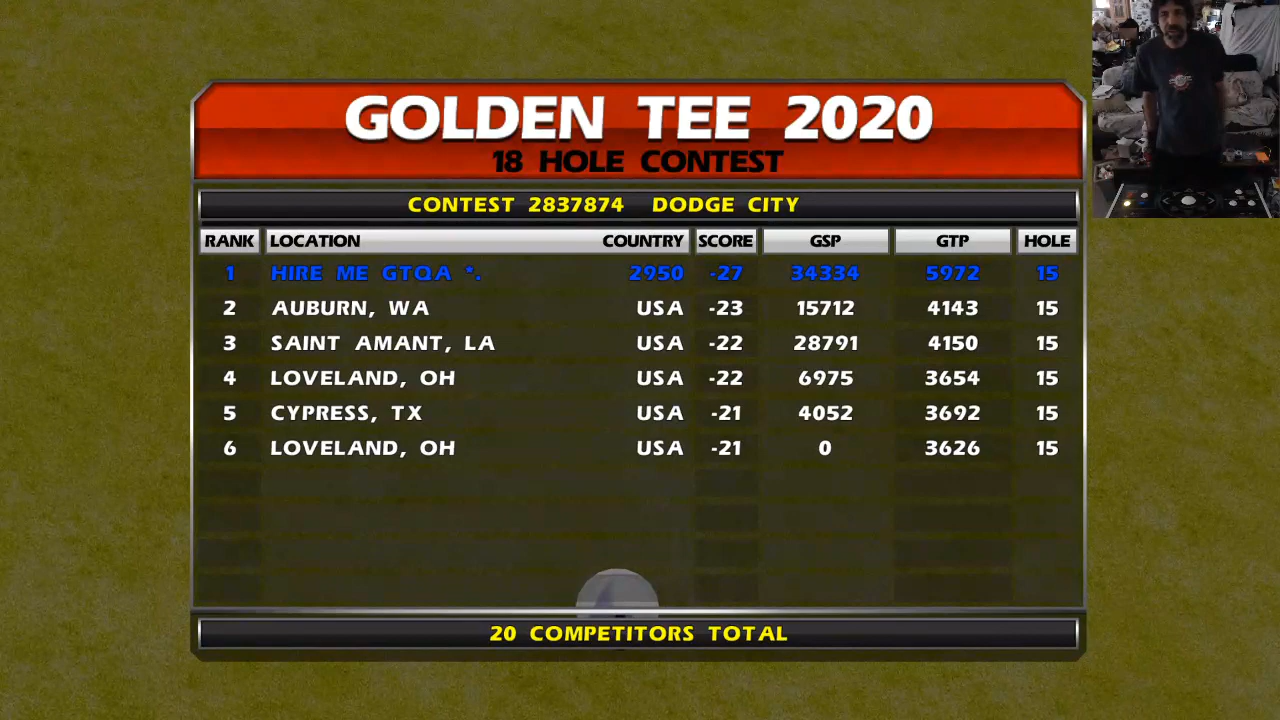 GOLDEN TEE 2020
18 HOLE CONTEST
CONTEST 2837874 DODGE CITY
RANK LOCATION COUNTRY SCORE GSP GTP HOLE
1 HIRE ME GTQA *. 2950 -27 34334 5972 15
2 AUBURN, WA USA -23 15712 4143 15
3 SAINT AMANT, LA USA -22 28791 4150 15
4 LOVELAND, OH USA -22 6975 3654 15
5 CYPRESS, TX USA -21 4052 3692 15
6 LOVELAND, OH USA -21 0 3626 15
20 COMPETITORS TOTAL